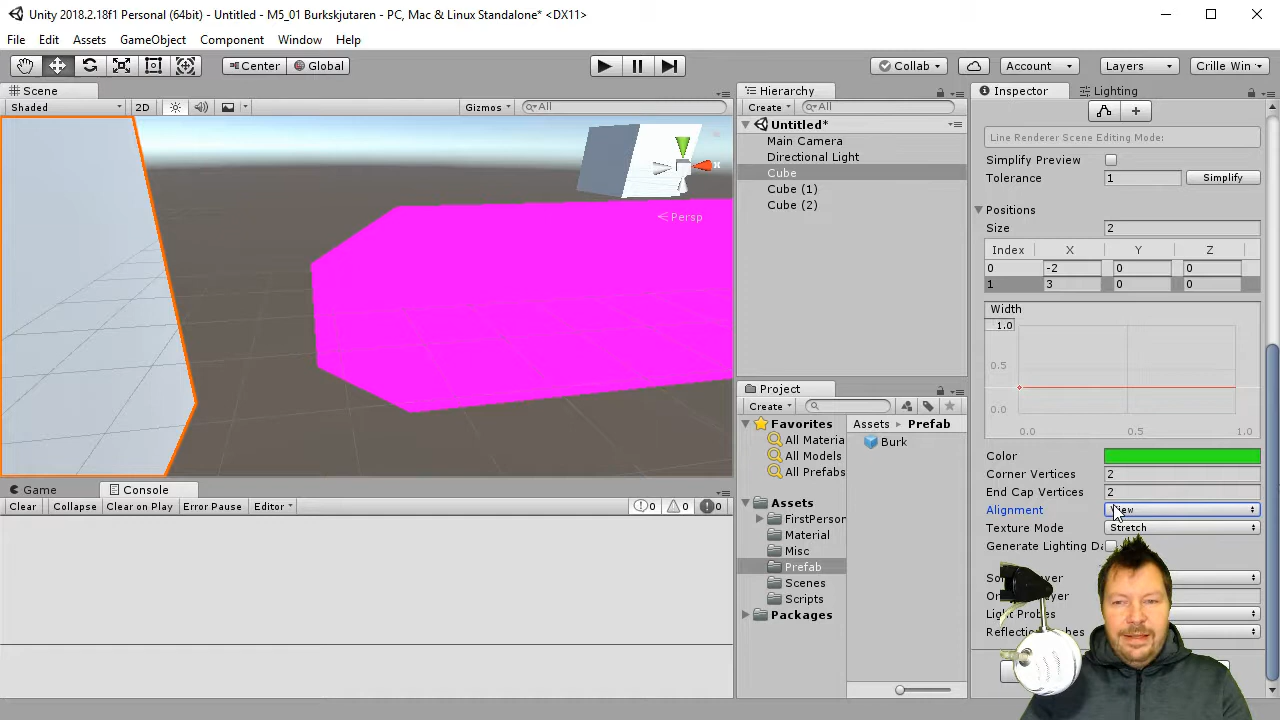 Unity 2018.2.18f1 Personal (64bit) - Untitled - M5_01 Burkskjutaren - PC, Mac & Linux Standalone* <DX11>
File Edit Assets GameObject Component Window Help
Center Global Collab Account Layers Crille Win
Scene Hierarchy Inspector Lighting
Shaded 2D Gizmos All Create All
Untitled*
Main Camera
Directional Light
Cube
Cube (1)
Cube (2)
x
Persp
Line Renderer Scene Editing Mode:
Simplify Preview
Tolerance 1 Simplify
Positions
Size 2
Index X Y Z
0 -2 0 0
1 3 0 0
Width
1.0
0.5
0.0
0.0 0.5 1.0
Color
Corner Vertices 2
End Cap Vertices 2
Alignment View
Texture Mode Stretch
Generate Lighting Da
Light Probes
Project
Create
Favorites
All Materia
All Models
All Prefabs
Assets
FirstPerson
Material
Misc
Prefab
Scenes
Scripts
Packages
Assets Prefab
Burk
Game Console
Clear Collapse Clear on Play Error Pause Editor 0 0 0